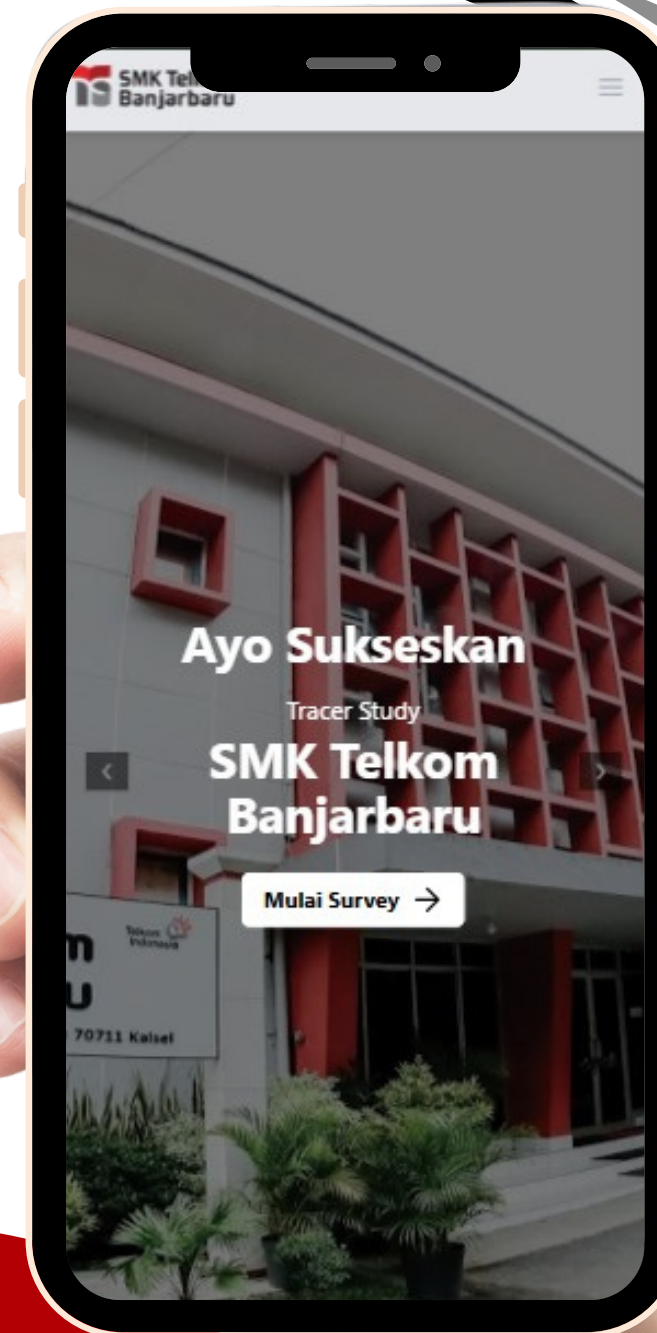 SMK Tel
Banjarbaru
Ayo Sukseskan
Tracer Study
SMK Telkom
Banjarbaru
Mulai Survey
Telkom
Indonesia
m
u
70711 Kalsel